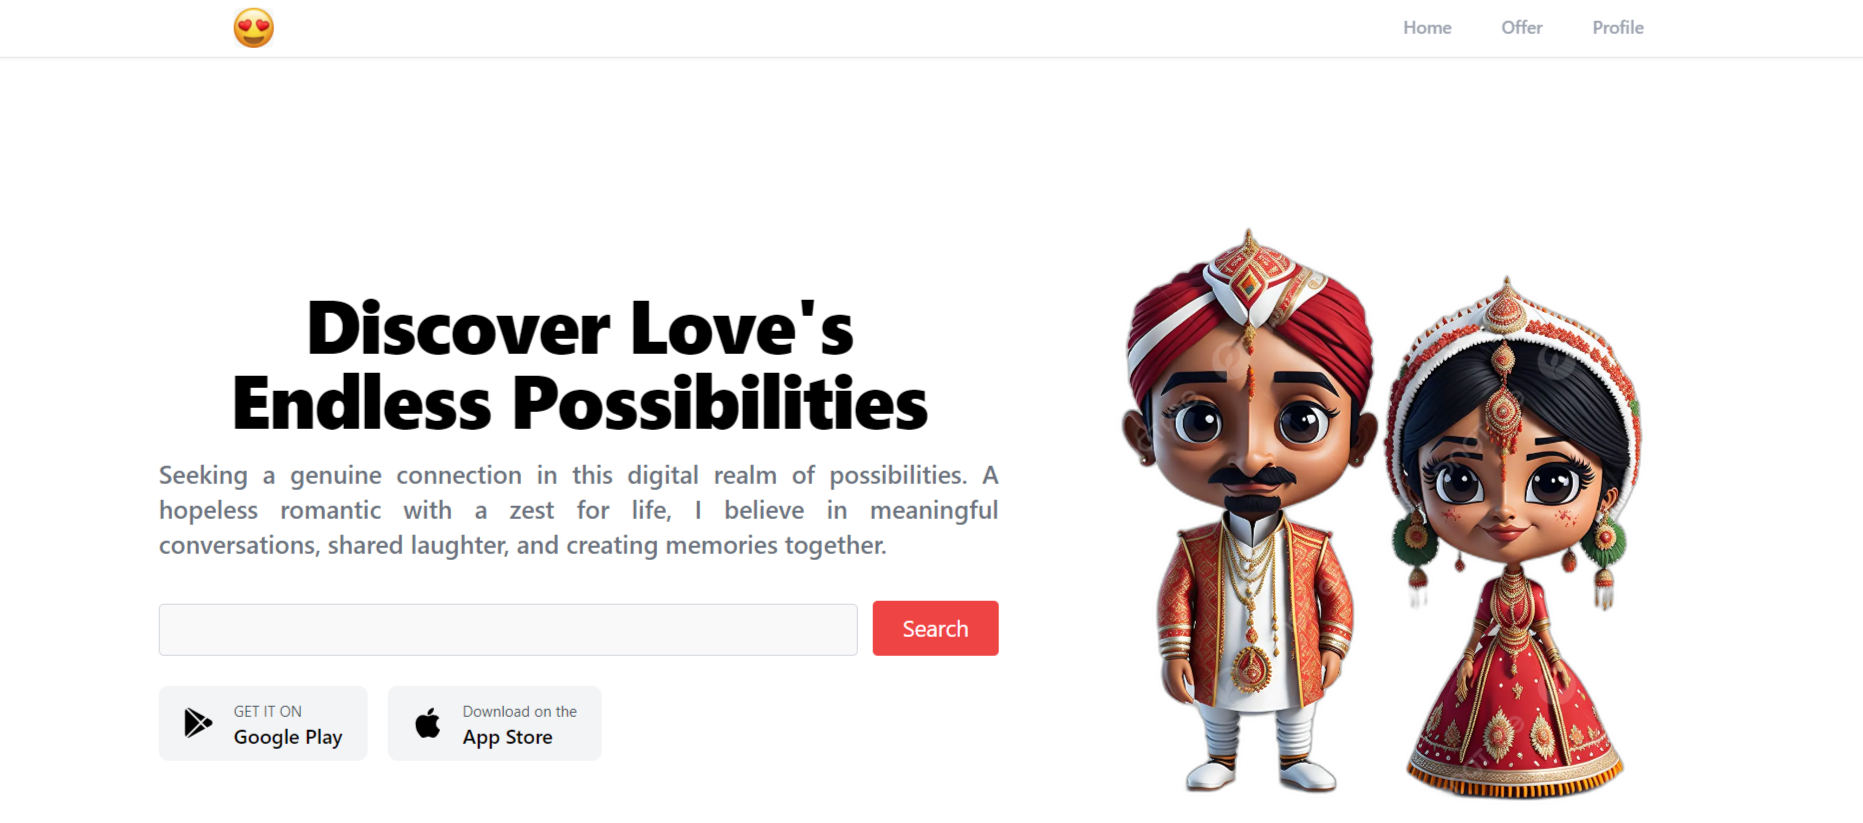 Home Offer Profile
Discover Love's
Endless Possibilities
Seeking a genuine connection in this digital realm of possibilities. A
hopeless romantic with a zest for life, I believe in meaningful
conversations, shared laughter, and creating memories together.
Search
GET IT ON
Google Play
Download on the
App Store